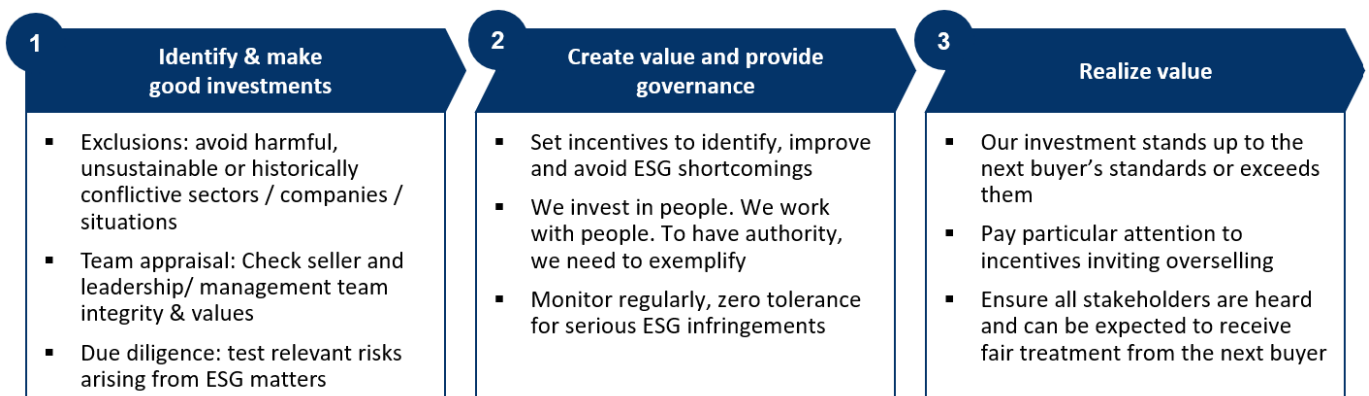 1
Identify & make
good investments
▪ Exclusions: avoid harmful,
unsustainable or historically
conflictive sectors / companies /
situations
▪ Team appraisal: Check seller and
leadership/ management team
integrity & values
▪ Due diligence: test relevant risks
arising from ESG matters
2
Create value and provide
governance
▪ Set incentives to identify, improve
and avoid ESG shortcomings
▪ We invest in people. We work
with people. To have authority,
we need to exemplify
▪ Monitor regularly, zero tolerance
for serious ESG infringements
3
Realize value
▪ Our investment stands up to the
next buyer’s standards or exceeds
them
▪ Pay particular attention to
incentives inviting overselling
▪ Ensure all stakeholders are heard
and can be expected to receive
fair treatment from the next buyer